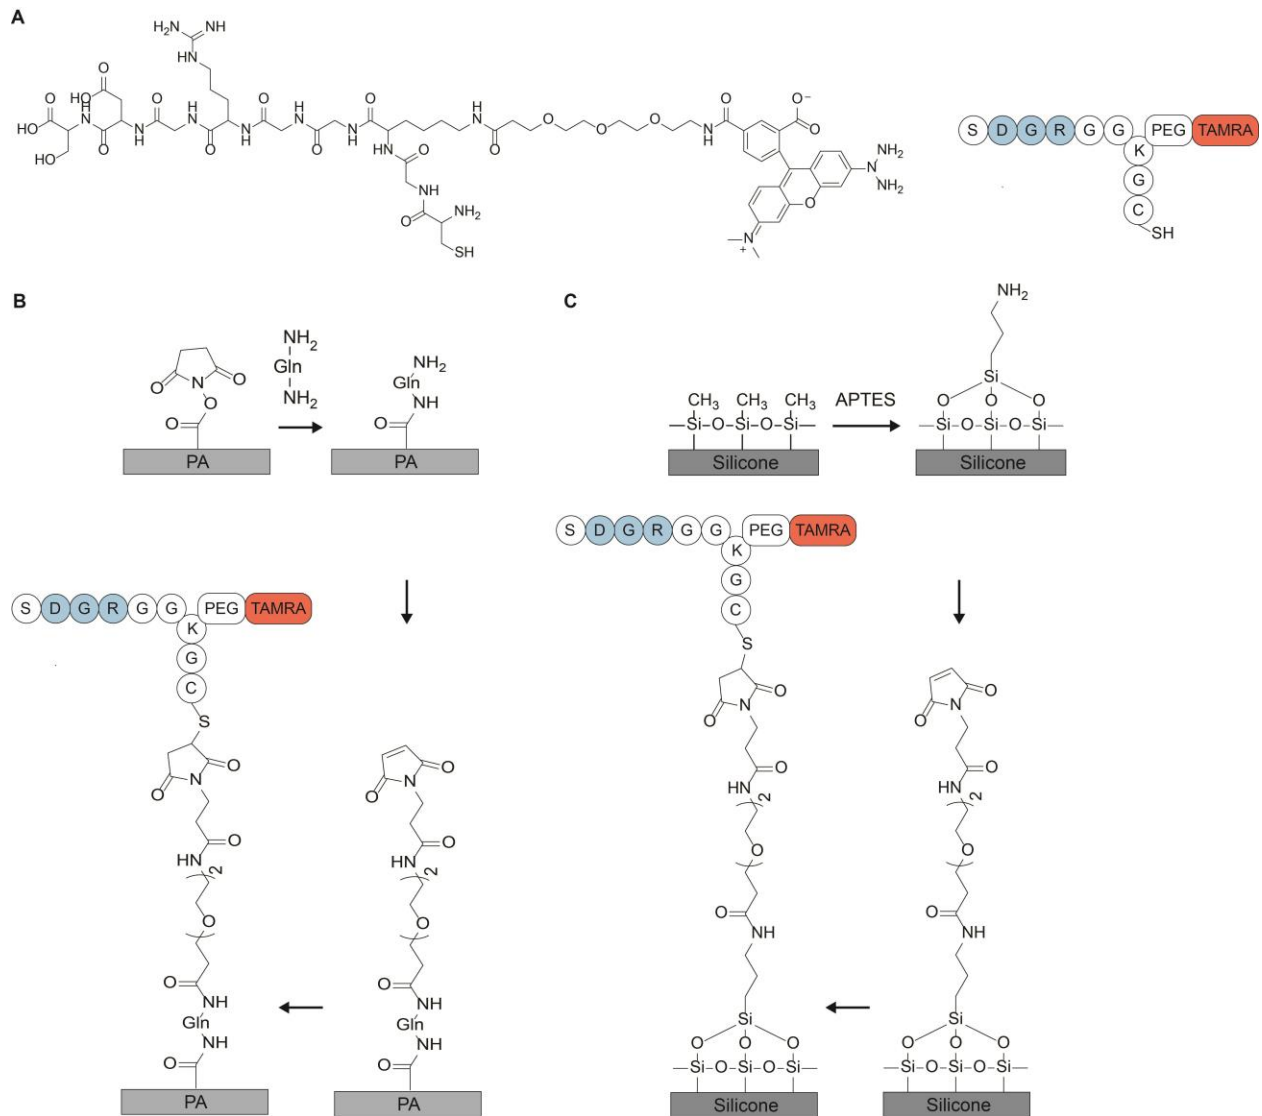 A
H₂N NH
HN
O HO O O O O O O H N O O O O⁻
HO N H N H N H N H N H N H O O O O N H O
HO O O O O HN O NH₂
O N NH₂
NH O
O NH₂ N⁺
SH
S D G R G G K PEG TAMRA
G
C
SH
B
C
NH₂
Gln
NH₂
NH₂
Gln
NH
O
O N O
O
O
PA
PA
CH₃ CH₃ CH₃
Si O Si O Si
Silicone
APTES
NH₂
Si
O O O
Si O Si O Si
Silicone
S D G R G G K PEG TAMRA
G
C
S
O
N
O
O
HN
2
O
O
NH
Gln
NH
O
PA
O
N
O
O
HN
2
O
O
NH
Gln
NH
O
PA
S D G R G G K PEG TAMRA
G
C
S
O
N
O
O
HN
2
O
O
NH
Si
O O O
Si O Si O Si
Silicone
O
N
O
O
HN
2
O
O
NH
Si
O O O
Si O Si O Si
Silicone